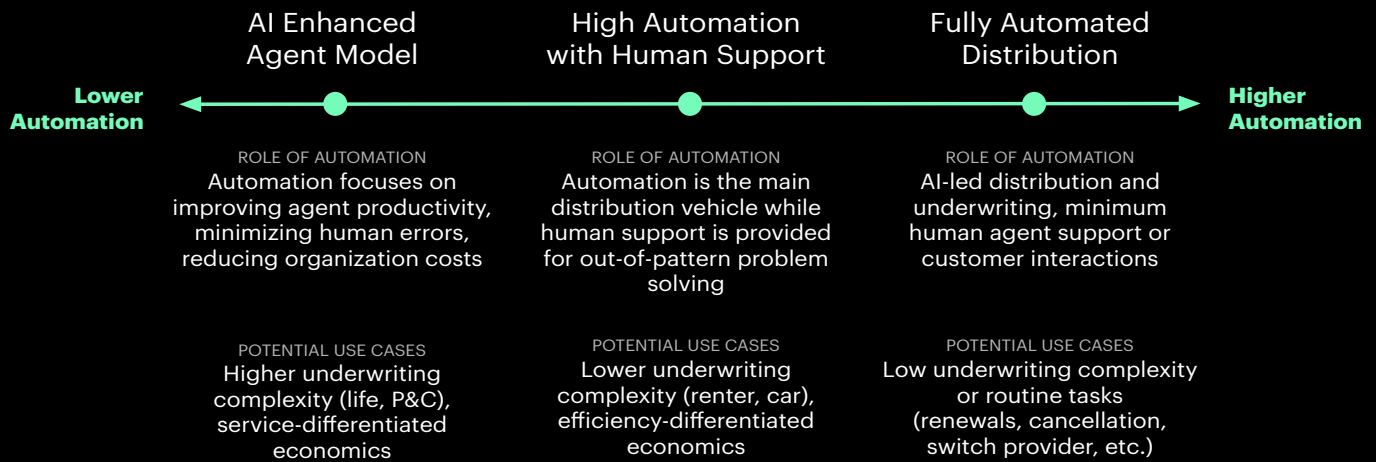 AI Enhanced
Agent Model
High Automation
with Human Support
Fully Automated
Distribution
Lower
Automation
Higher
Automation
ROLE OF AUTOMATION
Automation focuses on
improving agent productivity,
minimizing human errors,
reducing organization costs
ROLE OF AUTOMATION
Automation is the main
distribution vehicle while
human support is provided
for out-of-pattern problem
solving
ROLE OF AUTOMATION
AI-led distribution and
underwriting, minimum
human agent support or
customer interactions
POTENTIAL USE CASES
Higher underwriting
complexity (life, P&C),
service-differentiated
economics
POTENTIAL USE CASES
Lower underwriting
complexity (renter, car),
efficiency-differentiated
economics
POTENTIAL USE CASES
Low underwriting complexity
or routine tasks
(renewals, cancellation,
switch provider, etc.)